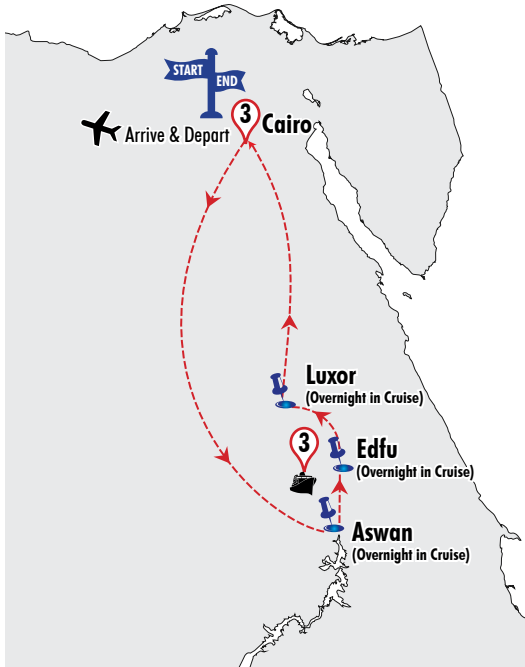 START
END
Arrive & Depart
3
Cairo
Luxor
(Overnight in Cruise)
3
Edfu
(Overnight in Cruise)
Aswan
(Overnight in Cruise)